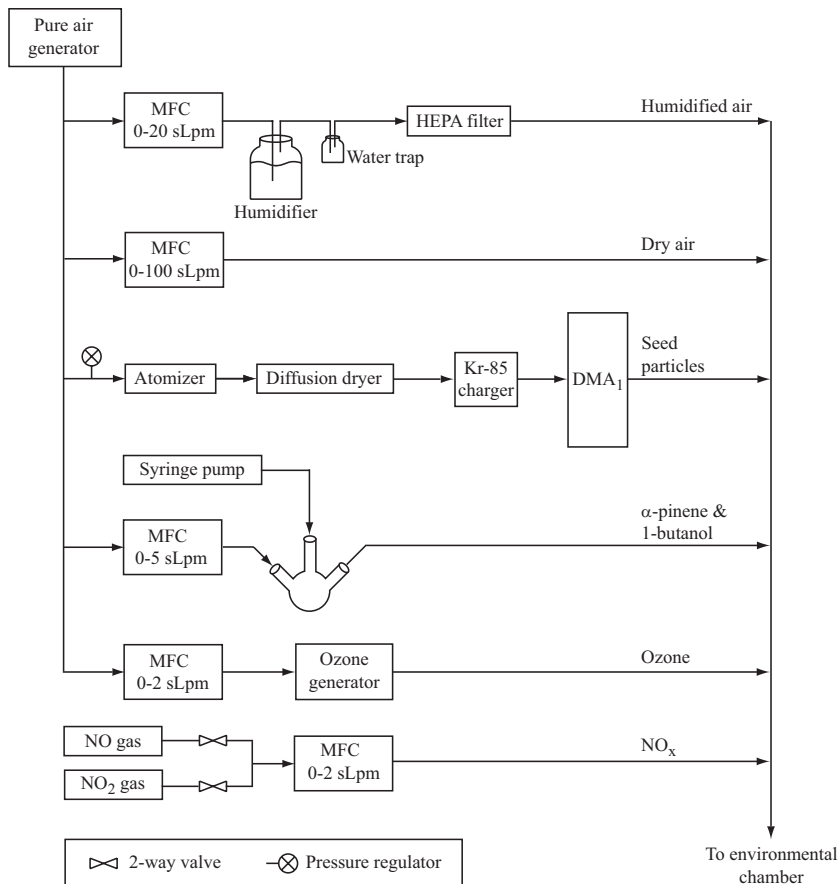 Pure air
generator
MFC
0-20 sLpm
HEPA filter
Humidified air
Water trap
Humidifier
MFC
0-100 sLpm
Dry air
Atomizer
Diffusion dryer
Kr-85
charger
DMA1
Seed
particles
Syringe pump
MFC
0-5 sLpm
α-pinene &
1-butanol
MFC
0-2 sLpm
Ozone
generator
Ozone
NO gas
NO2 gas
MFC
0-2 sLpm
NOx
2-way valve
Pressure regulator
To environmental
chamber